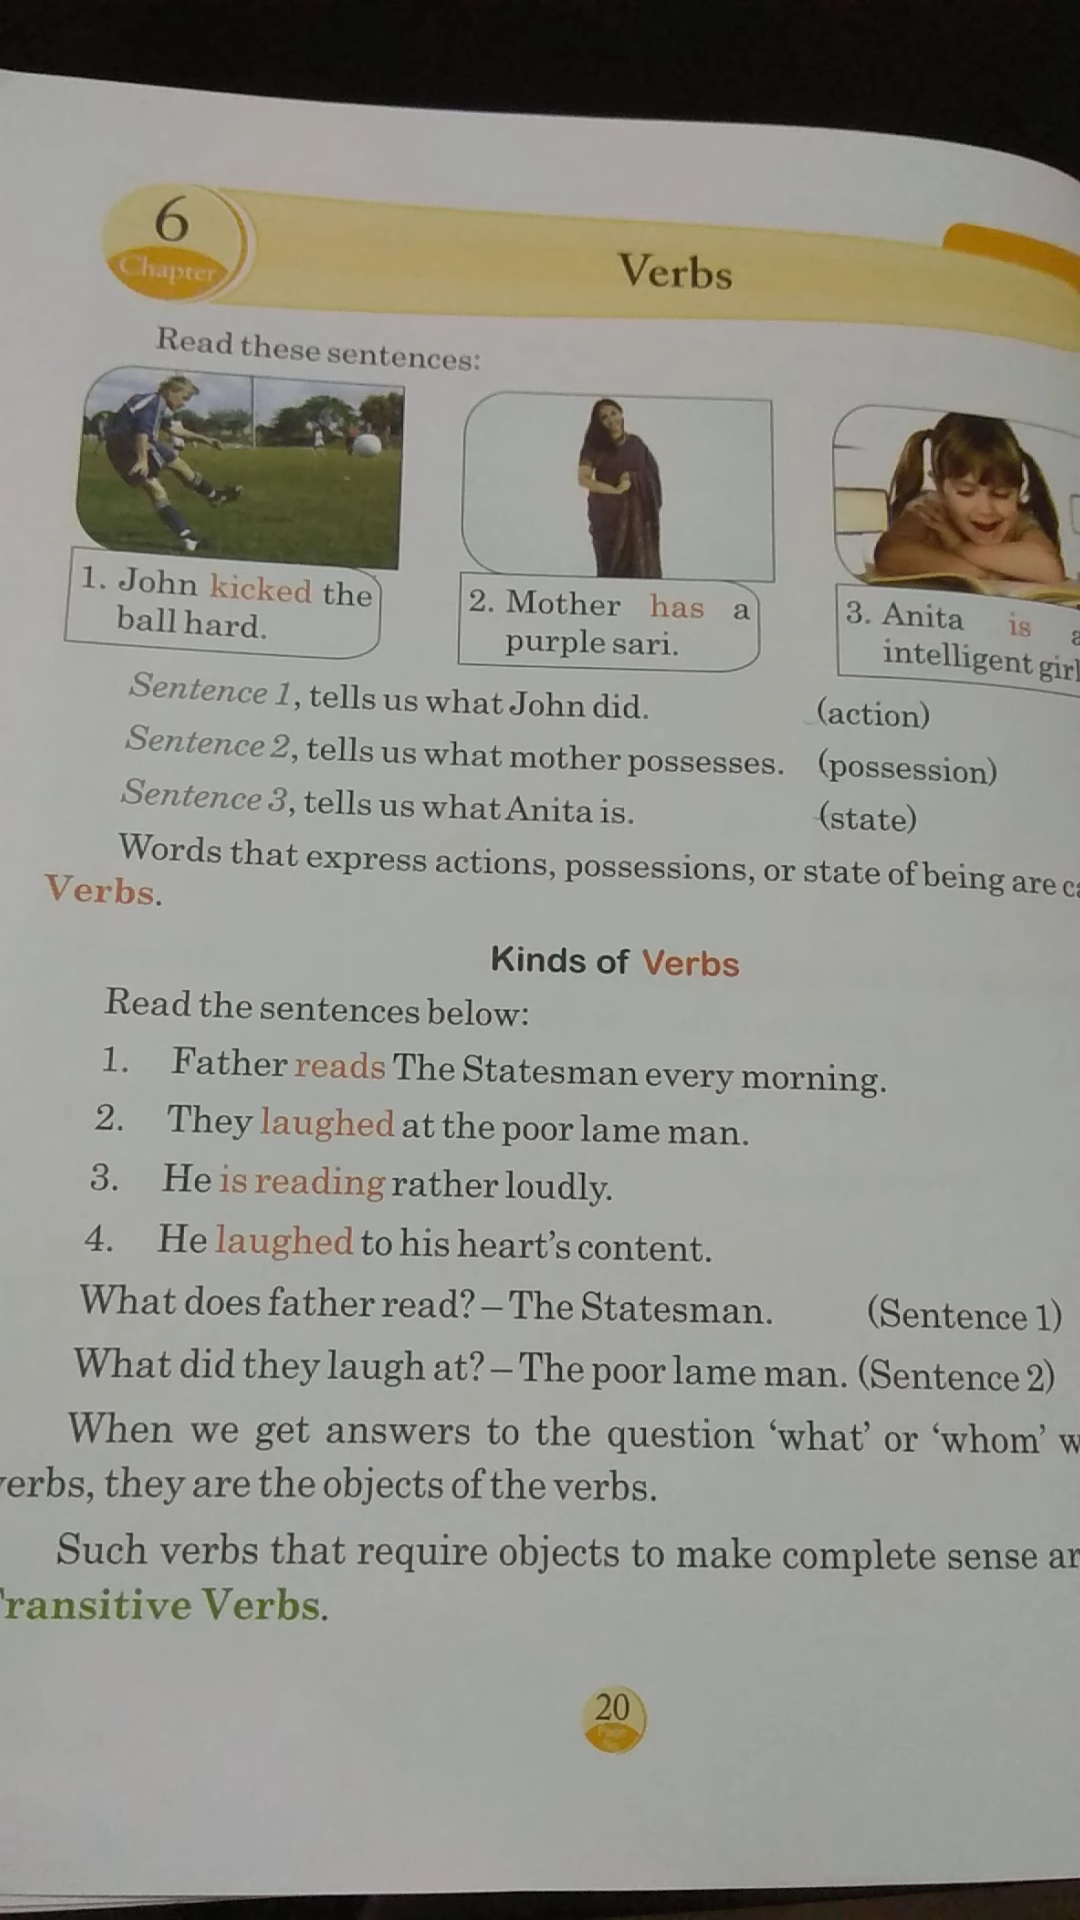 6
Chapter
Verbs
Read these sentences:
1. John kicked the
ball hard.
2. Mother has a
purple sari.
3. Anita is
intelligent girl
Sentence 1, tells us what John did. (action)
Sentence 2, tells us what mother possesses. (possession)
Sentence 3, tells us what Anita is. (state)
Words that express actions, possessions, or state of being are
Verbs.
Kinds of Verbs
Read the sentences below:
1. Father reads The Statesman every morning.
2. They laughed at the poor lame man.
3. He is reading rather loudly.
4. He laughed to his heart's content.
What does father read? – The Statesman. (Sentence 1)
What did they laugh at? – The poor lame man. (Sentence 2)
When we get answers to the question 'what' or 'whom'
erbs, they are the objects of the verbs.
Such verbs that require objects to make complete sense
ransitive Verbs.
20
Page
No.